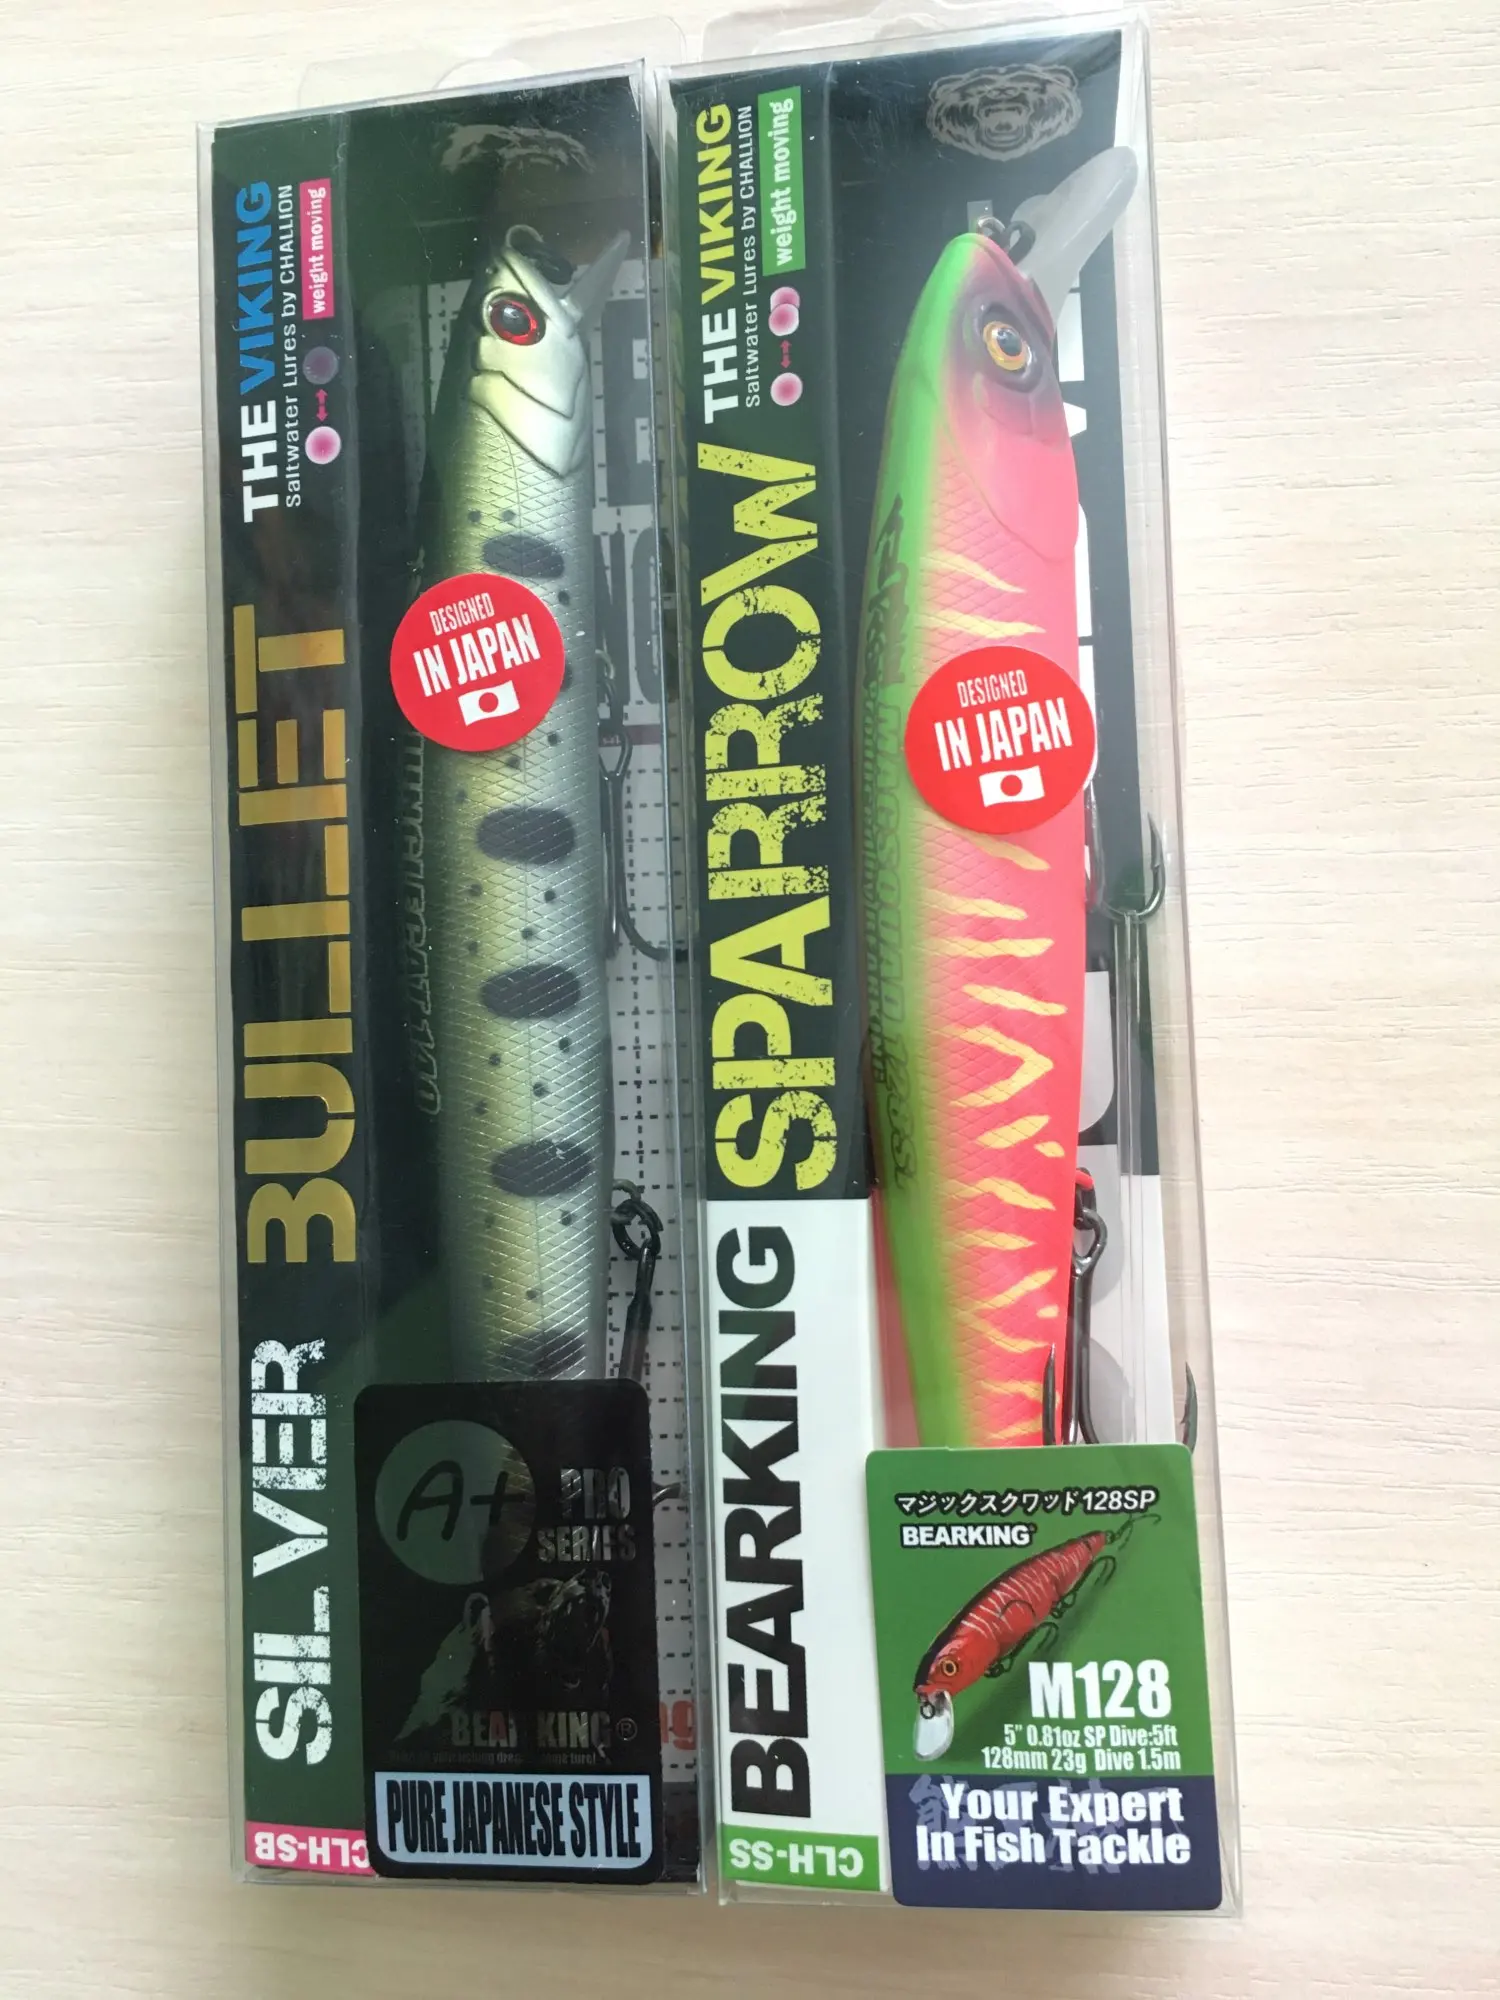 THE VIKING
Saltwater Lures by CHALLION
weight moving
SILVER BULLET
DESIGNED
IN JAPAN
A+
PRO
SERIES
BEAR KING®
PURE JAPANESE STYLE
CLH-SB
THE VIKING
Saltwater Lures by CHALLION
weight moving
BEARKING SPARROW
DESIGNED
IN JAPAN
マジックスクワッド128SP
BEARKING®
M128
5" 0.81oz SP Dive:5ft
128mm 23g Dive 1.5m
Your Expert
In Fish Tackle
CLH-SS